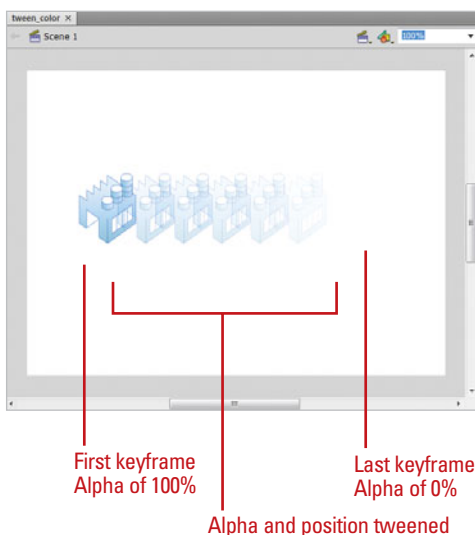 tween_color ×
Scene 1
100%
First keyframe
Alpha of 100%
Last keyframe
Alpha of 0%
Alpha and position tweened